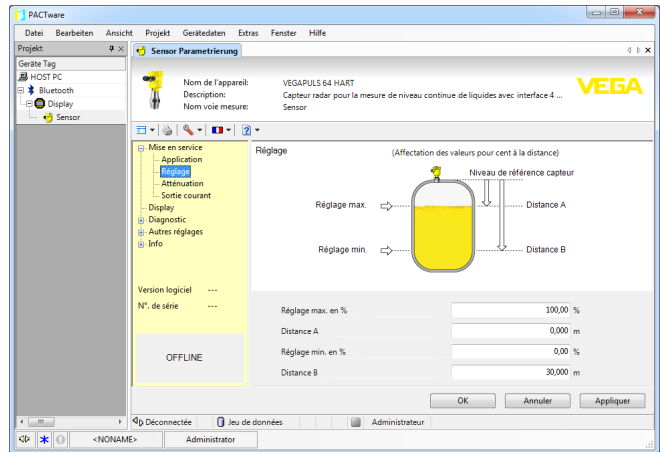 PACTware
Datei Bearbeiten Ansicht Projekt Gerätedaten Extras Fenster Hilfe
Projekt
Sensor Parametrierung
Geräte Tag
HOST PC
Bluetooth
Display
Sensor
Nom de l'appareil: VEGAPULS 64 HART
Description: Capteur radar pour la mesure de niveau continue de liquides avec interface 4 ...
Nom voie mesure: Sensor
VEGA
Mise en service
Application
Réglage
Atténuation
Sortie courant
Display
Diagnostic
Autres réglages
Info
Version logiciel ---
N°. de série ---
OFFLINE
Réglage
(Affectation des valeurs pour cent à la distance)
Niveau de référence capteur
Réglage max.
Distance A
Réglage min.
Distance B
Réglage max. en % 100,00 %
Distance A 0,000 m
Réglage min. en % 0,00 %
Distance B 30,000 m
OK Annuler Appliquer
Déconnectée Jeu de données Administrateur
<NONAME> Administrator